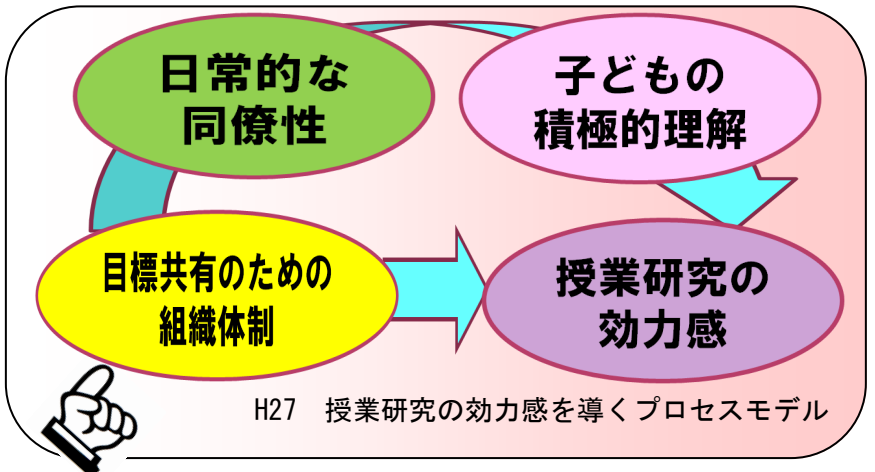 日常的な
同僚性
子どもの
積極的理解
目標共有のための
組織体制
授業研究の
効力感
H27　授業研究の効力感を導くプロセスモデル